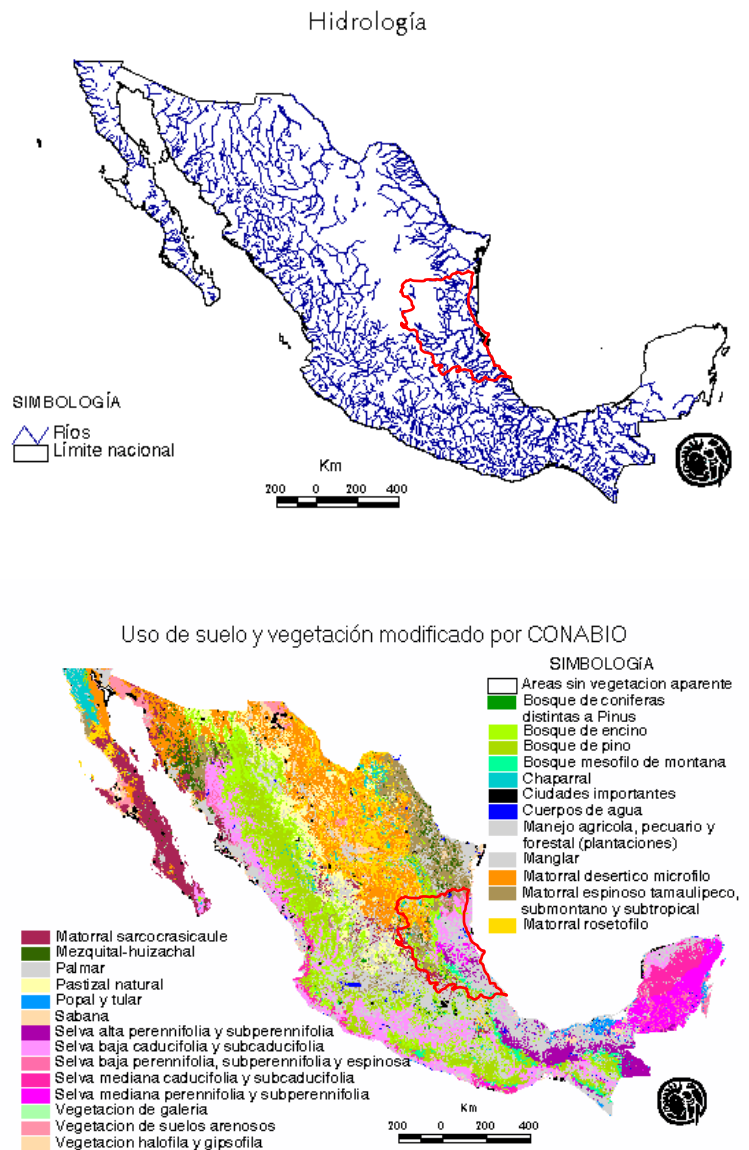 Hidrología
SIMBOLOGÍA
Ríos
Límite nacional
Km
200 0 200 400
Uso de suelo y vegetación modificado por CONABIO
SIMBOLOGíA
Areas sin vegetacion aparente
Bosque de coniferas
distintas a Pinus
Bosque de encino
Bosque de pino
Bosque mesofilo de montana
Chaparral
Ciudades importantes
Cuerpos de agua
Manejo agricola, pecuario y
forestal (plantaciones)
Manglar
Matorral desertico microfilo
Matorral espinoso tamaulipeco,
submontano y subtropical
Matorral rosetofilo
Matorral sarcocrasicaule
Mezquital-huizachal
Palmar
Pastizal natural
Popal y tular
Sabana
Selva alta perennifolia y subperennifolia
Selva baja caducifolia y subcaducifolia
Selva baja perennifolia, subperennifolia y espinosa
Selva mediana caducifolia y subcaducifolia
Selva mediana perennifolia y subperennifolia
Vegetacion de galeria
Vegetacion de suelos arenosos
Vegetacion halofila y gipsofila
Km
200 0 200 400